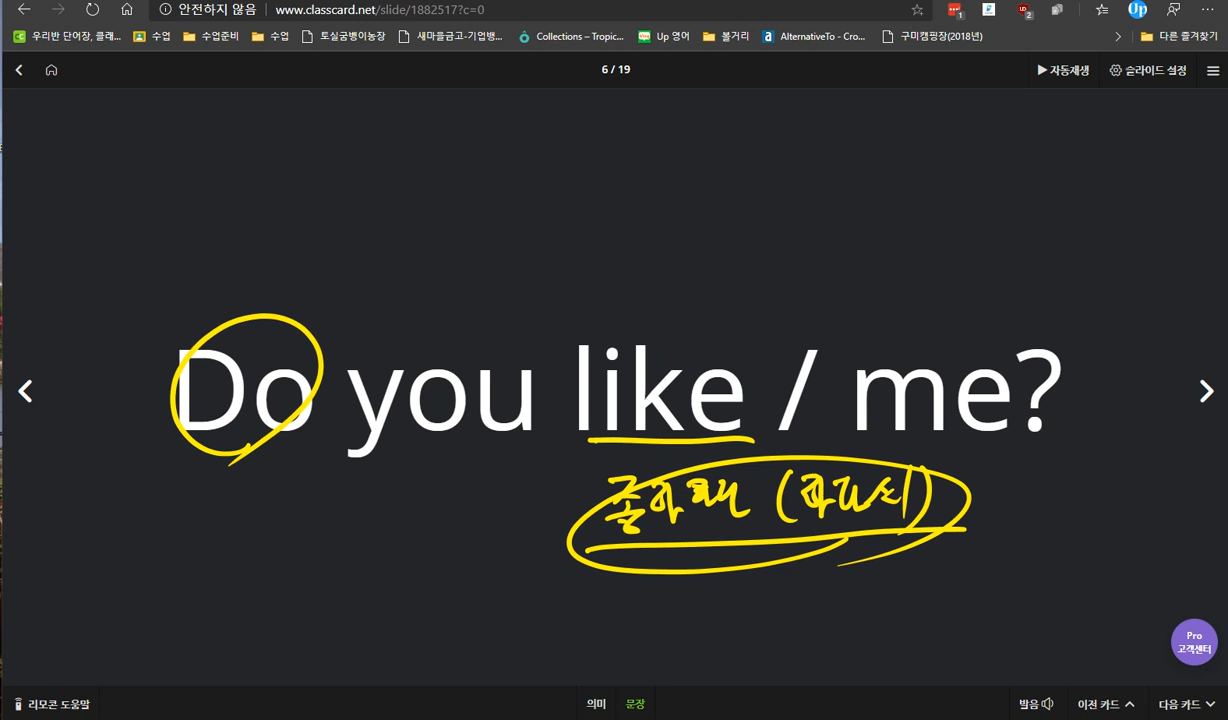 안전하지 않음 www.classcard.net/slide/1882517?c=0
우리반 단어장, 클래... 수업 수업준비 수업 토실궁뱅이농장 새마을금고-기업뱅... Collections – Tropic... Up 영어 볼거리 AlternativeTo - Cro... 구미캠핑장(2018년) 다른 즐겨찾기
6 / 19 자동재생 슬라이드 설정
Do you like / me?
좋아
Pro
고객센터
리모콘 도움말 의미 문장 발음 이전 카드 다음 카드